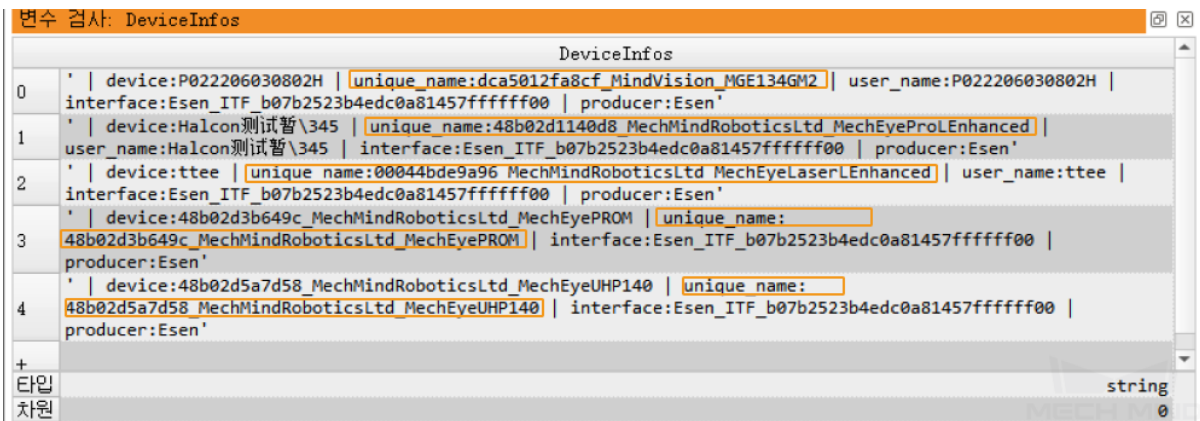 변수 검사: DeviceInfos
DeviceInfos
0
' | device:P022206030802H | unique_name:dca5012fa8cf_MindVision_MGE134GM2 | user_name:P022206030802H |
interface:Esen_ITF_b07b2523b4edc0a81457ffffff00 | producer:Esen'
1
' | device:Halcon测试暂\345 | unique_name:48b02d1140d8_MechMindRoboticsLtd_MechEyeProLEnhanced |
user_name:Halcon测试暂\345 | interface:Esen_ITF_b07b2523b4edc0a81457ffffff00 | producer:Esen'
2
' | device:ttee | unique_name:00044bde9a96_MechMindRoboticsLtd_MechEyeLaserLEnhanced | user_name:ttee |
interface:Esen_ITF_b07b2523b4edc0a81457ffffff00 | producer:Esen'
3
' | device:48b02d3b649c_MechMindRoboticsLtd_MechEyePROM | unique_name:
48b02d3b649c_MechMindRoboticsLtd_MechEyePROM | interface:Esen_ITF_b07b2523b4edc0a81457ffffff00 |
producer:Esen'
4
' | device:48b02d5a7d58_MechMindRoboticsLtd_MechEyeUHP140 | unique_name:
48b02d5a7d58_MechMindRoboticsLtd_MechEyeUHP140 | interface:Esen_ITF_b07b2523b4edc0a81457ffffff00 |
producer:Esen'
+
타입 string
차원 0
MECH MIND